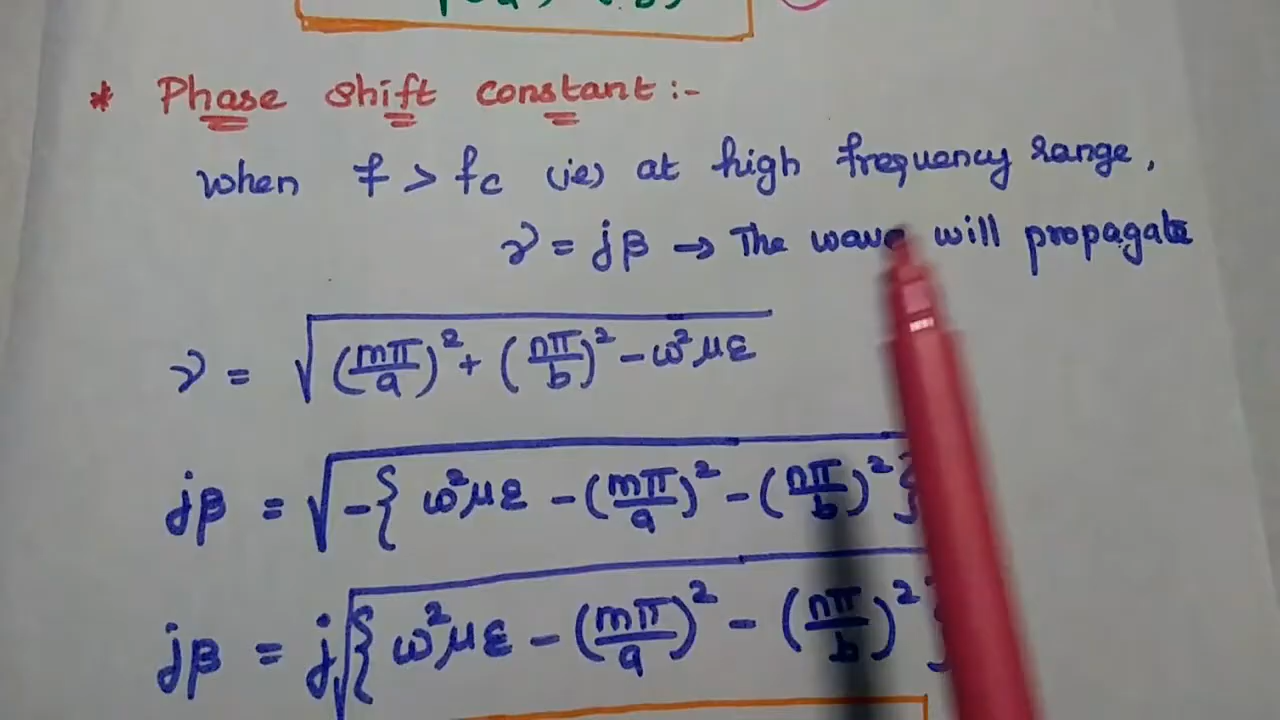 * Phase shift constant :-
when f > fc (ie) at high frequency range,
γ = jβ → The wave will propagate
γ = √(mπ/a)² + (nπ/b)² - ω²με
jβ = √-{ ω²με - (mπ/a)² - (nπ/b)² }
jβ = j√{ ω²με - (mπ/a)² - (nπ/b)² }